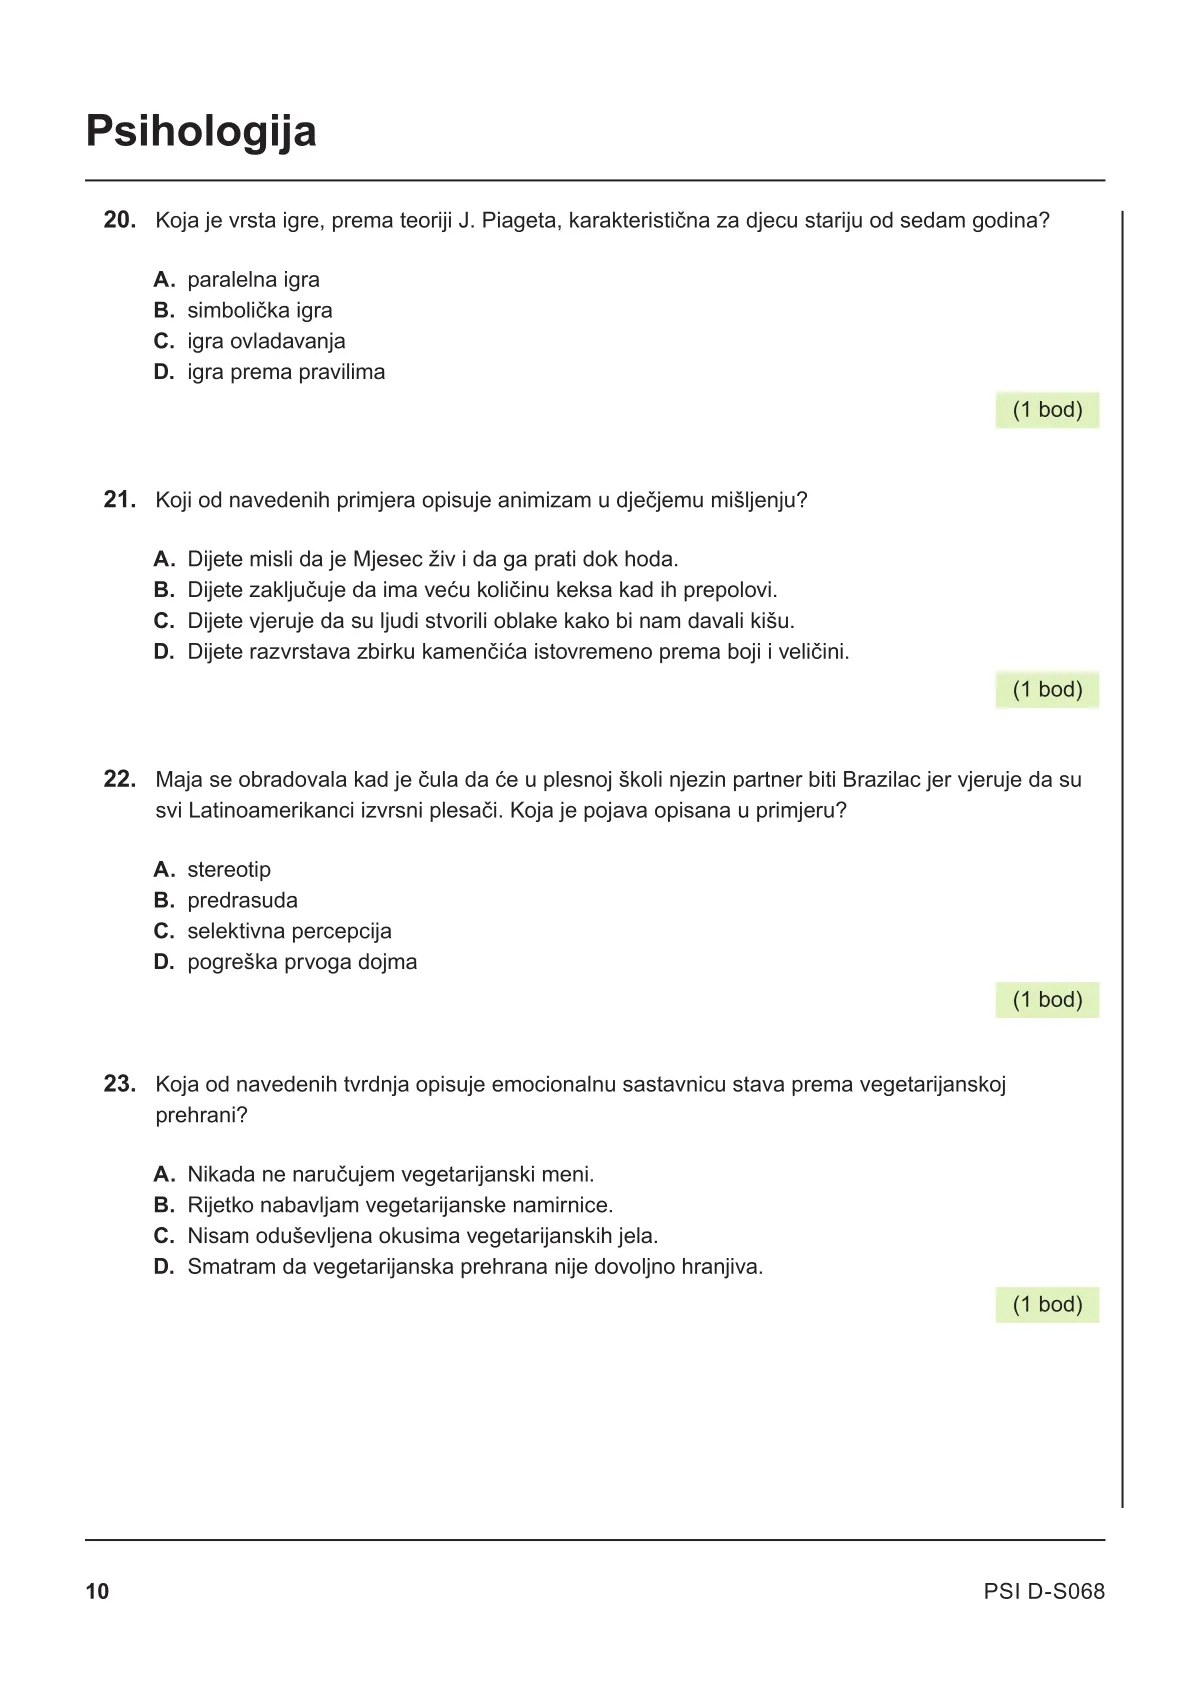 Psihologija
20. Koja je vrsta igre, prema teoriji J. Piageta, karakteristična za djecu stariju od sedam godina?
A. paralelna igra
B. simbolička igra
C. igra ovladavanja
D. igra prema pravilima
(1 bod)
21. Koji od navedenih primjera opisuje animizam u dječjemu mišljenju?
A. Dijete misli da je Mjesec živ i da ga prati dok hoda.
B. Dijete zaključuje da ima veću količinu keksa kad ih prepolovi.
C. Dijete vjeruje da su ljudi stvorili oblake kako bi nam davali kišu.
D. Dijete razvrstava zbirku kamenčića istovremeno prema boji i veličini.
(1 bod)
22. Maja se obradovala kad je čula da će u plesnoj školi njezin partner biti Brazilac jer vjeruje da su
svi Latinoamerikanci izvrsni plesači. Koja je pojava opisana u primjeru?
A. stereotip
B. predrasuda
C. selektivna percepcija
D. pogreška prvoga dojma
(1 bod)
23. Koja od navedenih tvrdnja opisuje emocionalnu sastavnicu stava prema vegetarijanskoj
prehrani?
A. Nikada ne naručujem vegetarijanski meni.
B. Rijetko nabavljam vegetarijanske namirnice.
C. Nisam oduševljena okusima vegetarijanskih jela.
D. Smatram da vegetarijanska prehrana nije dovoljno hranjiva.
(1 bod)
10
PSI D-S068